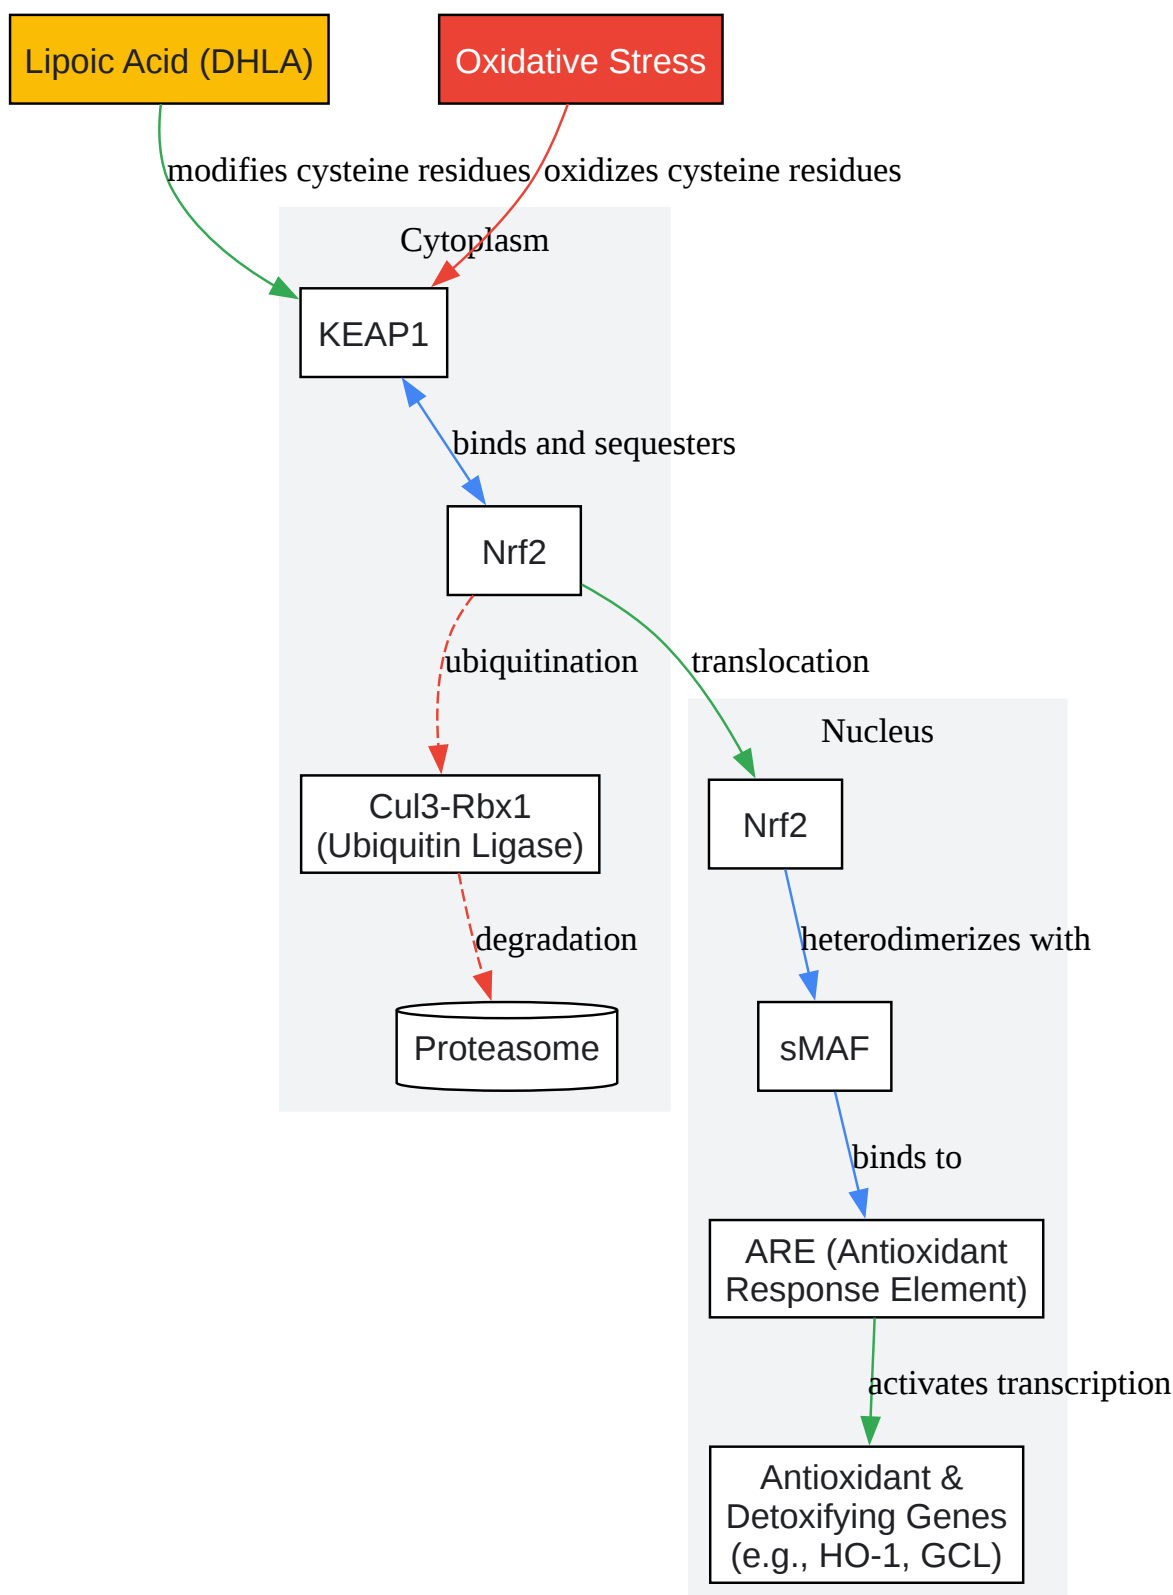 Lipoic Acid (DHLA)
Oxidative Stress
modifies cysteine residues
oxidizes cysteine residues
Cytoplasm
KEAP1
binds and sequesters
Nrf2
ubiquitination
translocation
Nucleus
Cul3-Rbx1
(Ubiquitin Ligase)
Nrf2
degradation
heterodimerizes with
Proteasome
sMAF
binds to
ARE (Antioxidant
Response Element)
activates transcription
Antioxidant &
Detoxifying Genes
(e.g., HO-1, GCL)